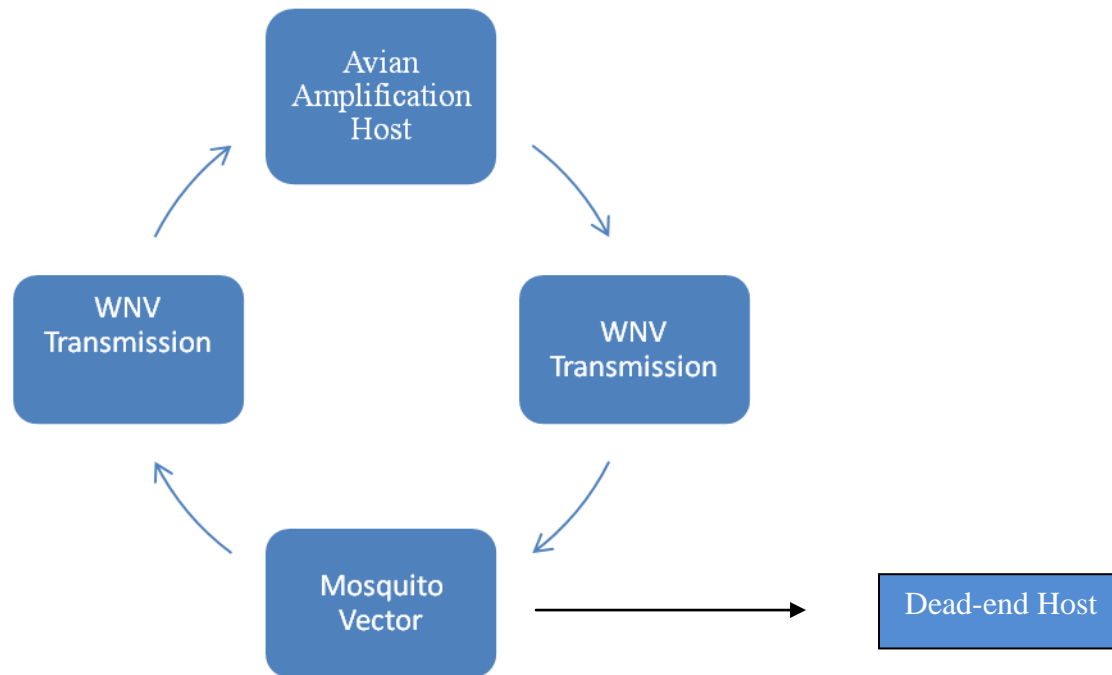 Avian
Amplification
Host
WNV
Transmission
WNV
Transmission
Mosquito
Vector
Dead-end Host